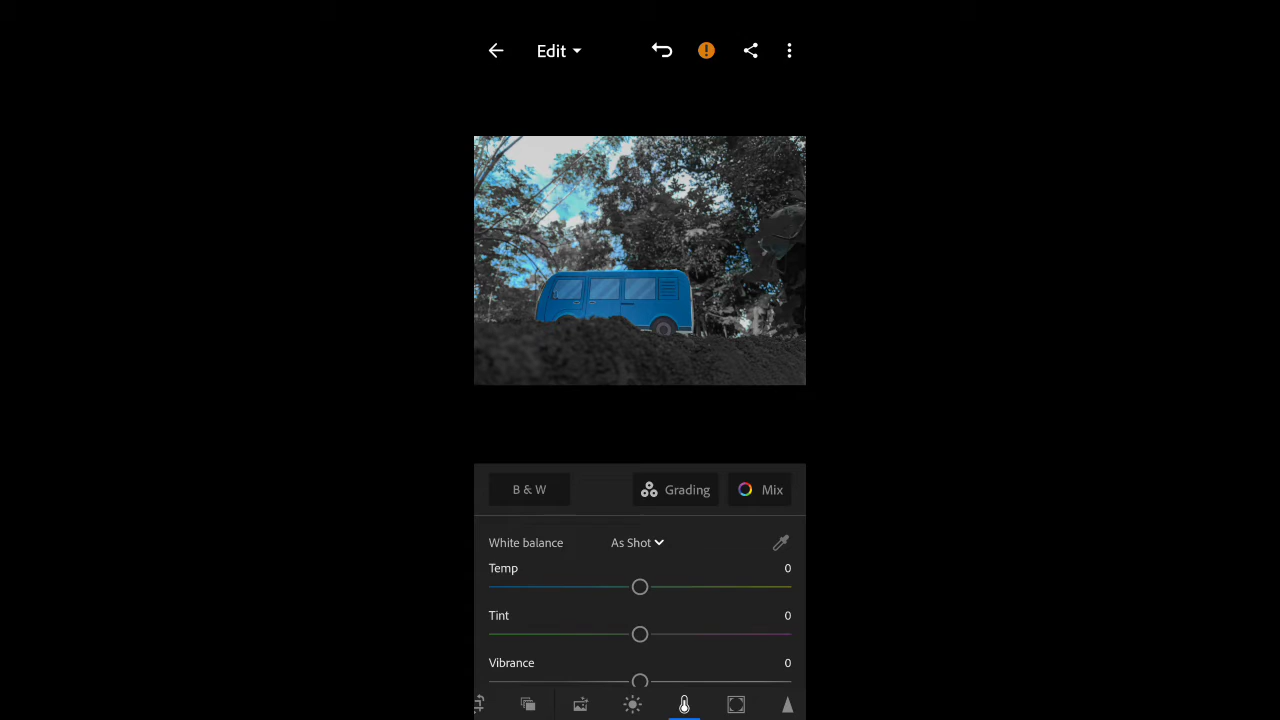 Edit
B & W
Grading
Mix
White balance
As Shot
Temp
0
Tint
0
Vibrance
0